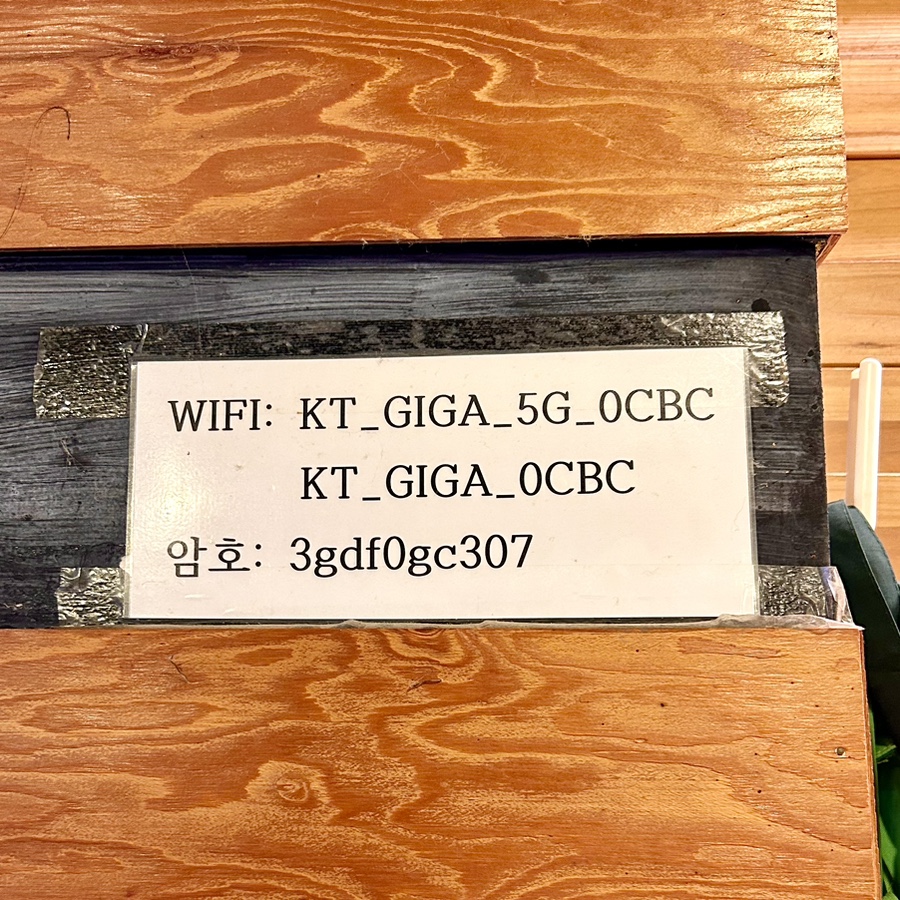 WIFI: KT_GIGA_5G_0CBC
KT_GIGA_0CBC
암호: 3gdf0gc307